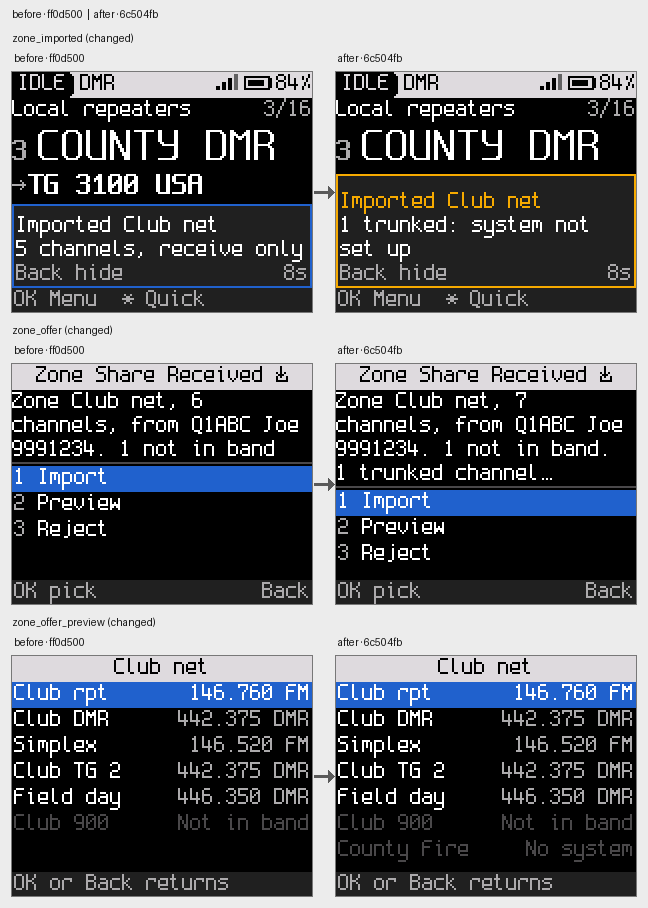 before · ff0d500 | after · 6c504fb
zone_imported (changed)
before · ff0d500
IDLE DMR 84%
Local repeaters 3/16
3 COUNTY DMR
→TG 3100 USA
Imported Club net
5 channels, receive only
Back hide 8s
OK Menu * Quick
after · 6c504fb
IDLE DMR 84%
Local repeaters 3/16
3 COUNTY DMR
Imported Club net
1 trunked: system not
set up
Back hide 8s
OK Menu * Quick
zone_offer (changed)
before · ff0d500
Zone Share Received
Zone Club net, 6
channels, from Q1ABC Joe
9991234. 1 not in band
1 Import
2 Preview
3 Reject
OK pick Back
after · 6c504fb
Zone Share Received
Zone Club net, 7
channels, from Q1ABC Joe
9991234. 1 not in band.
1 trunked channel…
1 Import
2 Preview
3 Reject
OK pick Back
zone_offer_preview (changed)
before · ff0d500
Club net
Club rpt 146.760 FM
Club DMR 442.375 DMR
Simplex 146.520 FM
Club TG 2 442.375 DMR
Field day 446.350 DMR
Club 900 Not in band
OK or Back returns
after · 6c504fb
Club net
Club rpt 146.760 FM
Club DMR 442.375 DMR
Simplex 146.520 FM
Club TG 2 442.375 DMR
Field day 446.350 DMR
Club 900 Not in band
County Fire No system
OK or Back returns